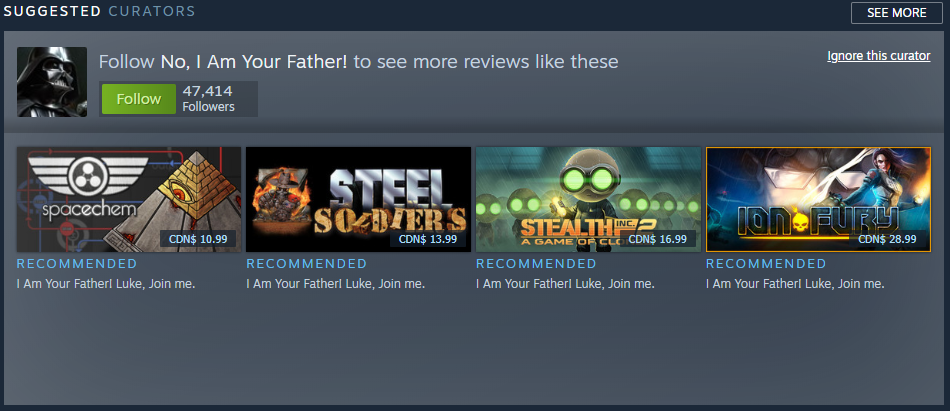 SUGGESTED CURATORS
SEE MORE
Follow No, I Am Your Father! to see more reviews like these
Ignore this curator
Follow
47,414
Followers
spacechem
CDN$ 10.99
STEEL
SOLDIERS
CDN$ 13.99
STEALTH INC 2
A GAME OF CLO
CDN$ 16.99
ION FURY
CDN$ 28.99
RECOMMENDED
I Am Your Father! Luke, Join me.
RECOMMENDED
I Am Your Father! Luke, Join me.
RECOMMENDED
I Am Your Father! Luke, Join me.
RECOMMENDED
I Am Your Father! Luke, Join me.